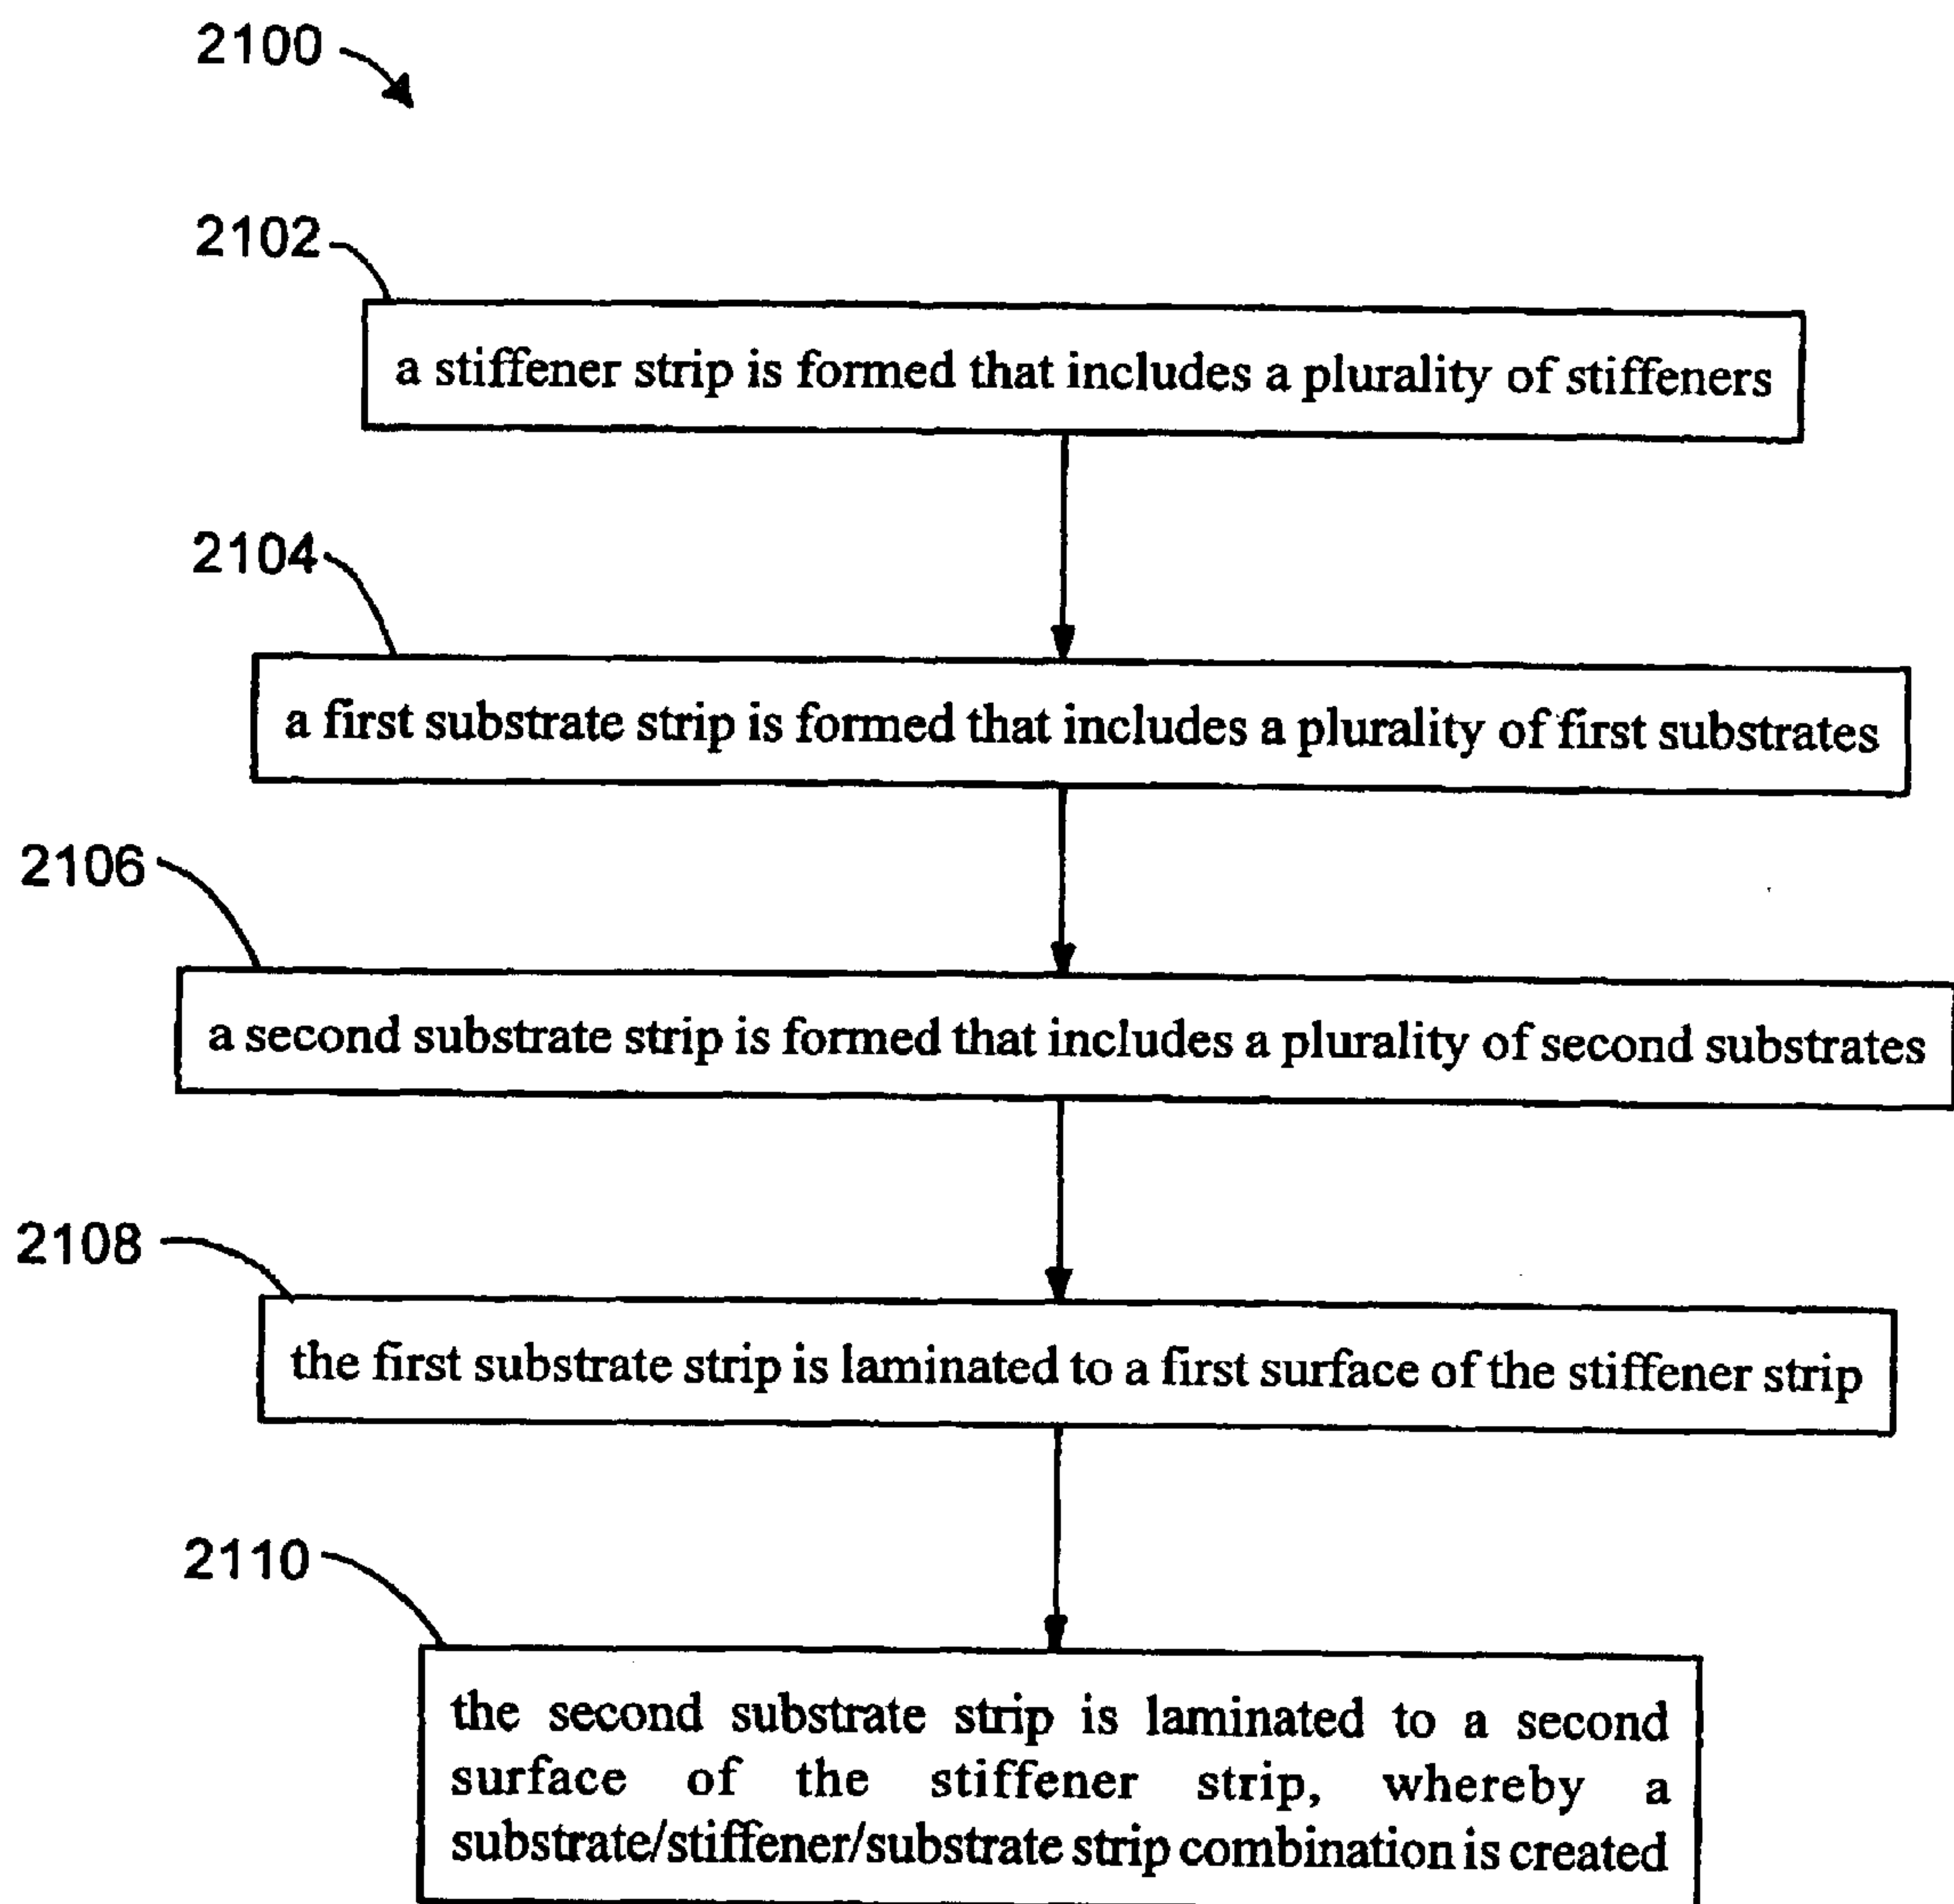 2100
2102
a stiffener strip is formed that includes a plurality of stiffeners
2104
a first substrate strip is formed that includes a plurality of first substrates
2106
a second substrate strip is formed that includes a plurality of second substrates
2108
the first substrate strip is laminated to a first surface of the stiffener strip
2110
the second substrate strip is laminated to a second
surface of the stiffener strip, whereby a
substrate/stiffener/substrate strip combination is created